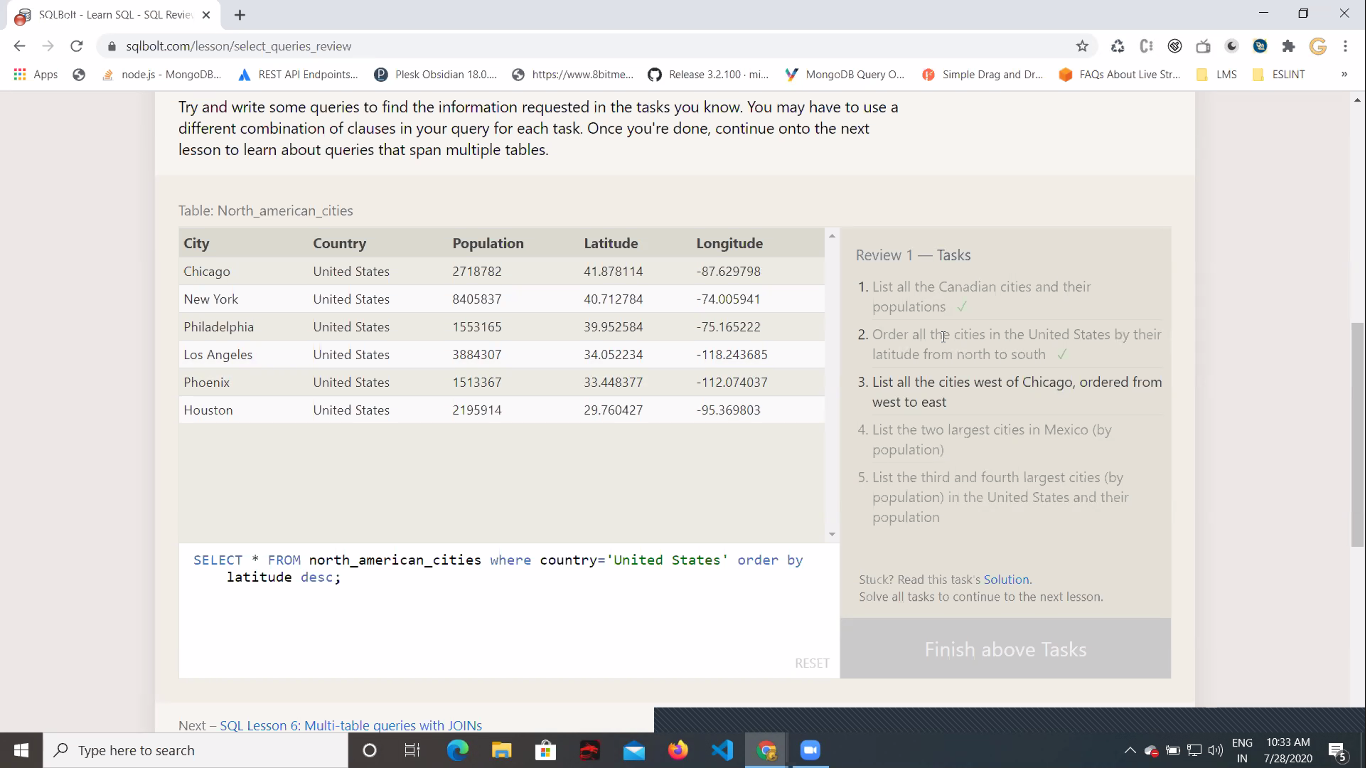 SQLBolt - Learn SQL - SQL Revie
sqlbolt.com/lesson/select_queries_review
Apps
node.js - MongoDB...
REST API Endpoints...
Plesk Obsidian 18.0....
https://www.8bitme...
Release 3.2.100 · mi...
MongoDB Query O...
Simple Drag and Dr...
FAQs About Live Str...
LMS
ESLINT
»
Try and write some queries to find the information requested in the tasks you know. You may have to use a
different combination of clauses in your query for each task. Once you're done, continue onto the next
lesson to learn about queries that span multiple tables.
Table: North_american_cities
City Country Population Latitude Longitude
Chicago United States 2718782 41.878114 -87.629798
New York United States 8405837 40.712784 -74.005941
Philadelphia United States 1553165 39.952584 -75.165222
Los Angeles United States 3884307 34.052234 -118.243685
Phoenix United States 1513367 33.448377 -112.074037
Houston United States 2195914 29.760427 -95.369803
SELECT * FROM north_american_cities where country='United States' order by
latitude desc;
RESET
Review 1 — Tasks
1. List all the Canadian cities and their
populations ✓
2. Order all the cities in the United States by their
latitude from north to south ✓
3. List all the cities west of Chicago, ordered from
west to east
4. List the two largest cities in Mexico (by
population)
5. List the third and fourth largest cities (by
population) in the United States and their
population
Stuck? Read this task's Solution.
Solve all tasks to continue to the next lesson.
Finish above Tasks
Next – SQL Lesson 6: Multi-table queries with JOINs
Type here to search
ENG
IN
10:33 AM
7/28/2020
5